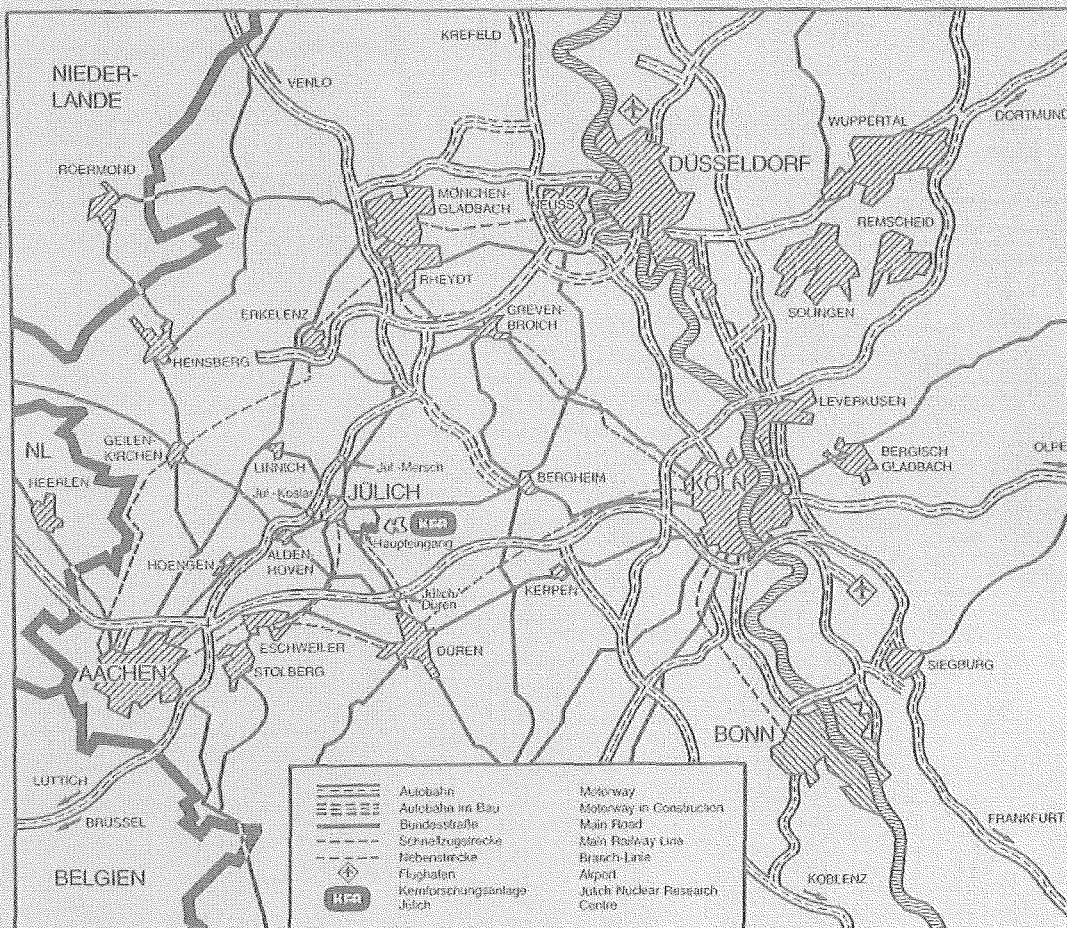 NIEDER-
LANDE
KREFELD
VENLO
DORTMUND
WUPPERTAL
DÜSSELDORF
ROERMOND
MÖNCHEN-
GLADBACH
NEUSS
REMSCHEID
RHEYDT
SOLINGEN
ERKELENZ
GREVEN-
BROICH
HEINSBERG
LEVERKUSEN
NL
GEILEN-
KIRCHEN
LINNICH
Jül.-Mersch
BERGISCH
GLADBACH
OLPE
HEERLEN
Jül.-Koslar
JÜLICH
BERGHEIM
KÖLN
KFA
Haupteingang
HOENGEN
ALDEN-
HOVEN
KERPEN
Jülich/
Düren
ESCHWEILER
STOLBERG
DÜREN
AACHEN
SIEGBURG
BONN
LÜTTICH
BRÜSSEL
FRANKFURT
BELGIEN
KOBLENZ
Autobahn Motorway
Autobahn im Bau Motorway in Construction
Bundesstraße Main Road
Schnellzugstrecke Main Railway Line
Nebenstrecke Branch-Line
Flughafen Airport
KFA Kernforschungsanlage Jülich Nuclear Research
Jülich Centre